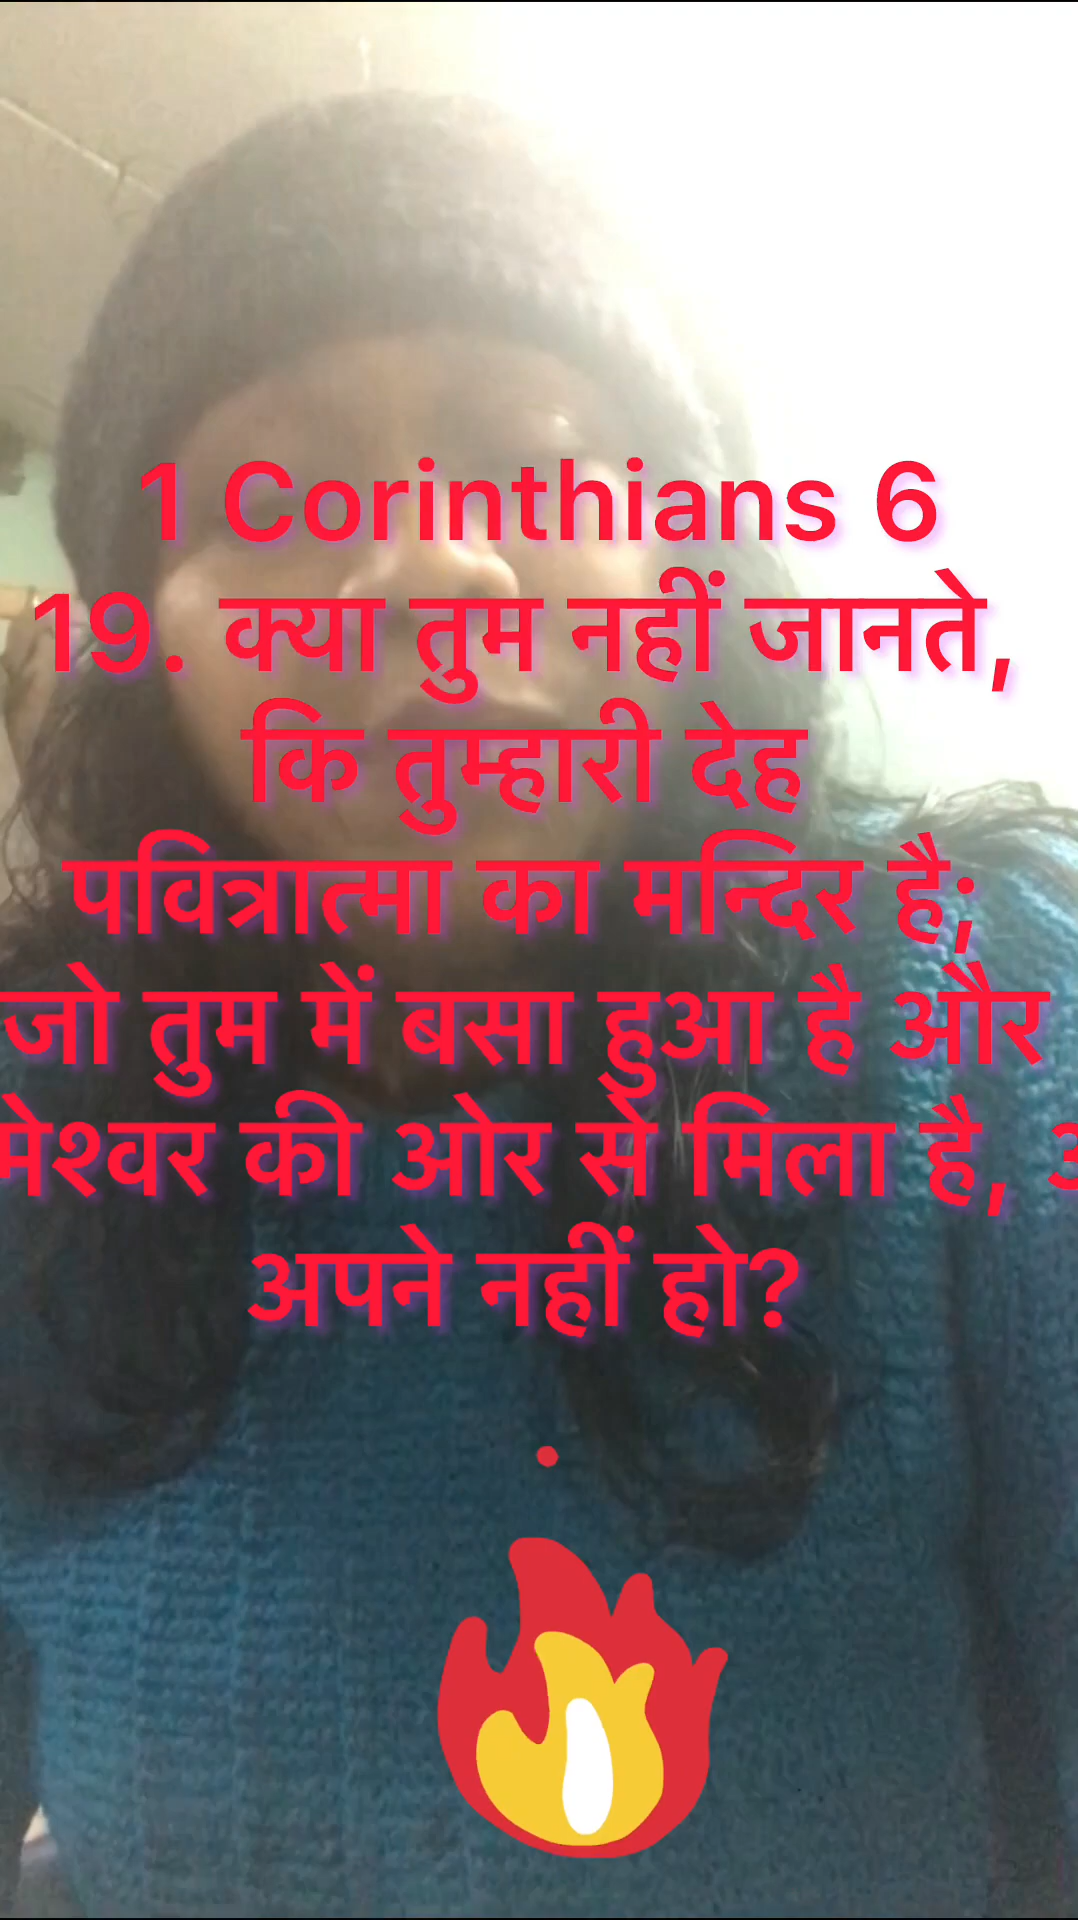 1 Corinthians 6
19. क्या तुम नहीं जानते,
कि तुम्हारी देह
पवित्रात्मा का मन्दिर है;
जो तुम में बसा हुआ है और
की ओर से मिला है,
अपने नहीं हो?
.